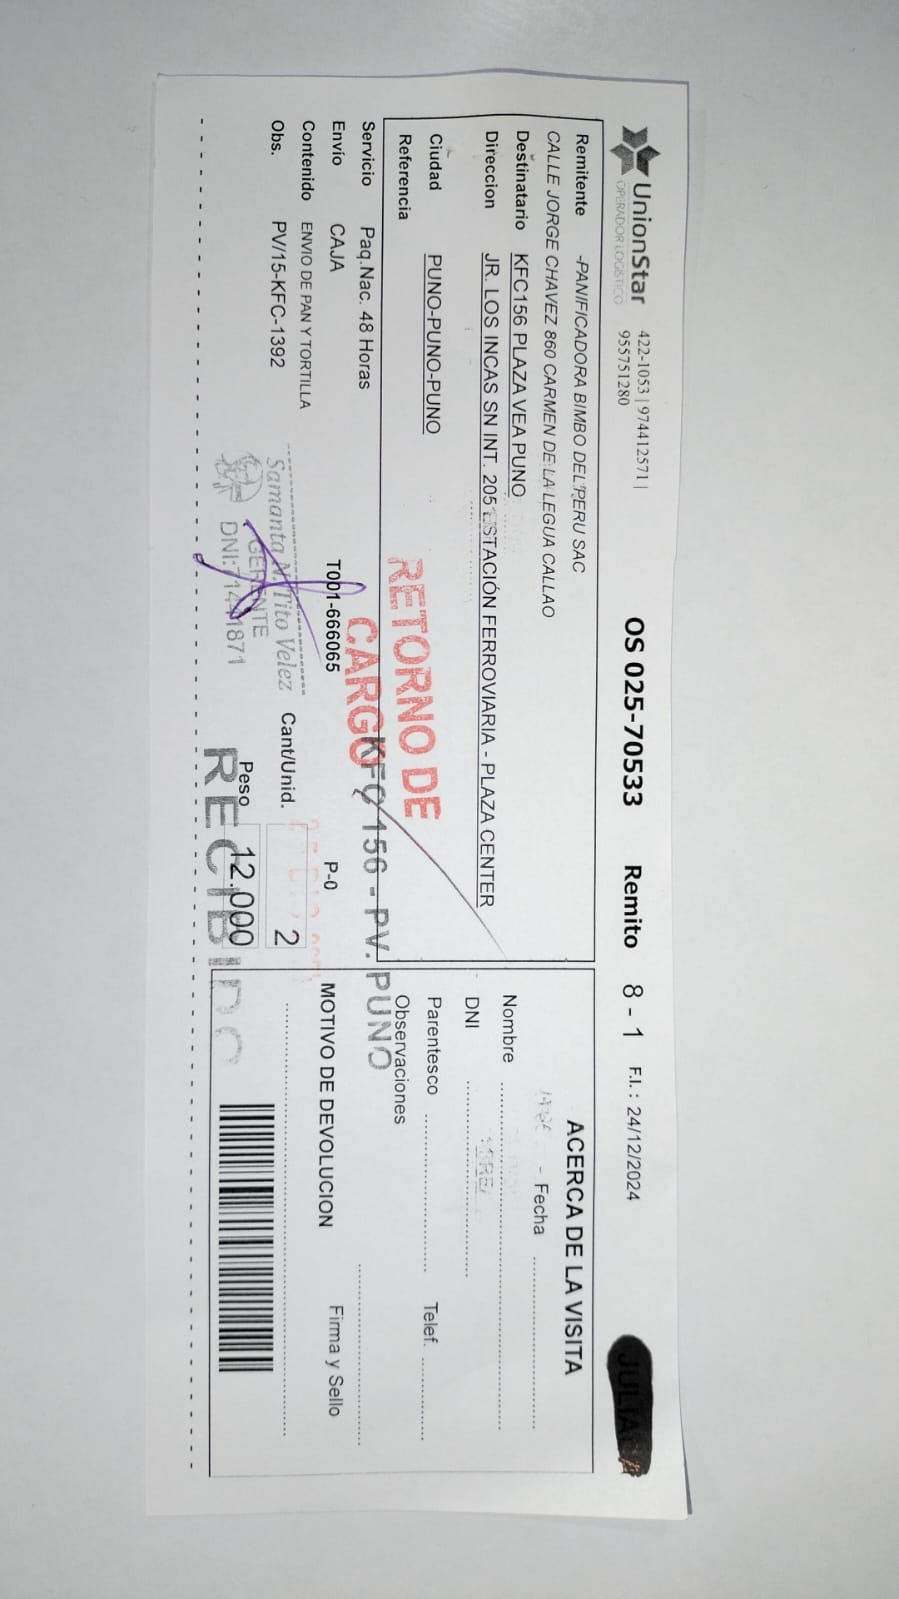 UnionStar
OPERADOR LOGISTICO
422-1053 | 974412571 |
955751280
OS 025-70533 Remito 8 - 1 F.I.: 24/12/2024
Remitente -PANIFICADORA BIMBO DEL PERU SAC
CALLE JORGE CHAVEZ 860 CARMEN DE LA LEGUA CALLAO
Destinatario KFC156 PLAZA VEA PUNO
Direccion JR. LOS INCAS SN INT. 205 ESTACIÓN FERROVIARIA - PLAZA CENTER
Ciudad PUNO-PUNO-PUNO
Referencia
RETORNO DE
CARGO
Servicio Paq.Nac. 48 Horas
KFC 156 - PV. PUNO
Envío CAJA T001-666065 P-0
Contenido ENVIO DE PAN Y TORTILLA
Obs. PV/15-KFC-1392
Cant/Unid. 2
Peso 12.000
Samanta N. Tito Velez
GERENTE
DNI:
RECIBIDO
ACERCA DE LA VISITA
- Fecha
Nombre
DNI
Parentesco Telef.
Observaciones
MOTIVO DE DEVOLUCION Firma y Sello